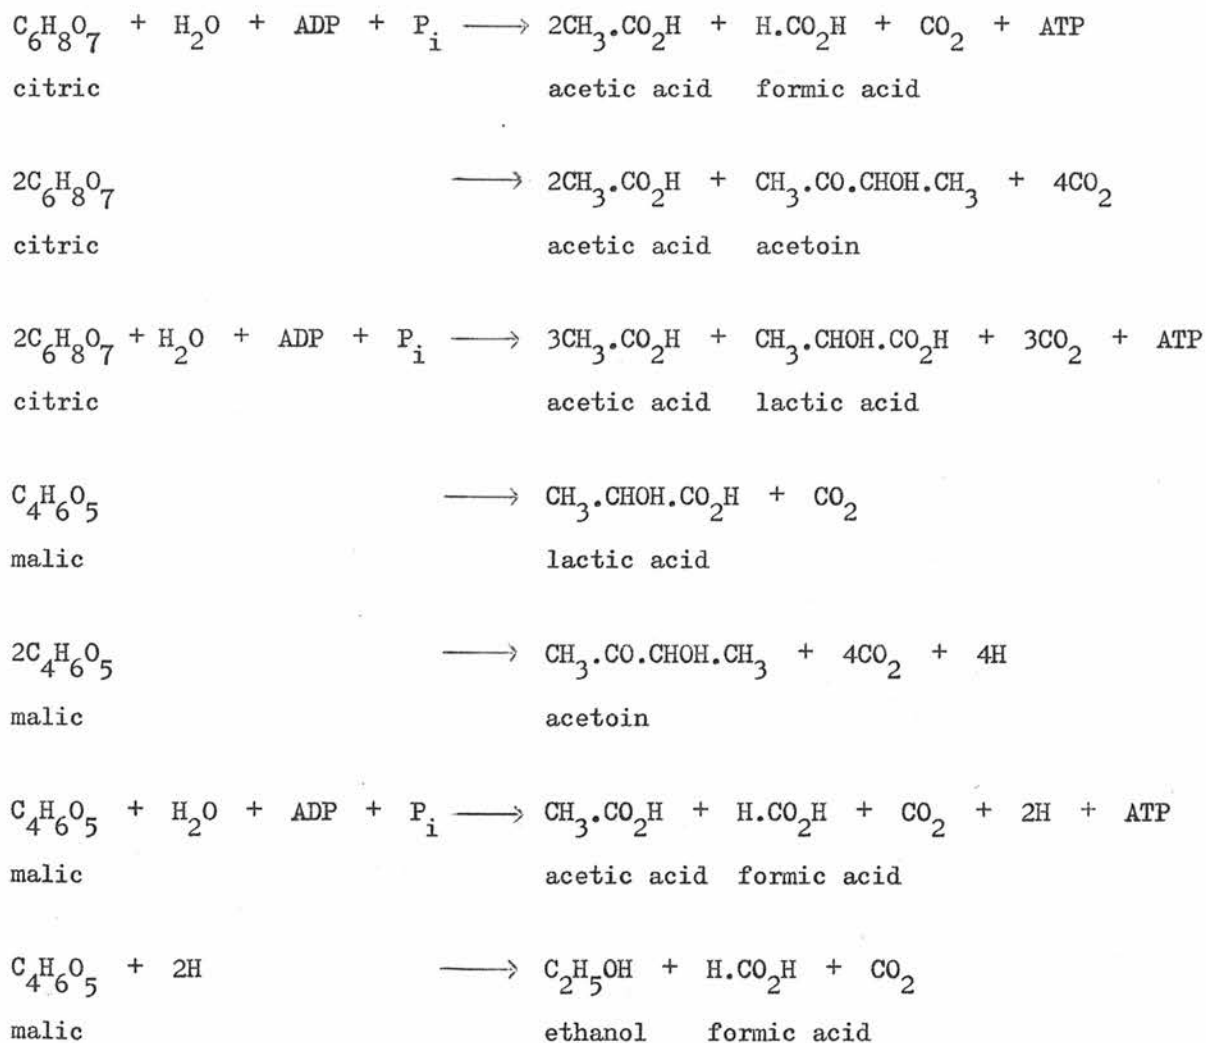 C₆H₈O₇ + H₂O + ADP + Pᵢ ⟶ 2CH₃.CO₂H + H.CO₂H + CO₂ + ATP
citric acetic acid formic acid
2C₆H₈O₇ ⟶ 2CH₃.CO₂H + CH₃.CO.CHOH.CH₃ + 4CO₂
citric acetic acid acetoin
2C₆H₈O₇ + H₂O + ADP + Pᵢ ⟶ 3CH₃.CO₂H + CH₃.CHOH.CO₂H + 3CO₂ + ATP
citric acetic acid lactic acid
C₄H₆O₅ ⟶ CH₃.CHOH.CO₂H + CO₂
malic lactic acid
2C₄H₆O₅ ⟶ CH₃.CO.CHOH.CH₃ + 4CO₂ + 4H
malic acetoin
C₄H₆O₅ + H₂O + ADP + Pᵢ ⟶ CH₃.CO₂H + H.CO₂H + CO₂ + 2H + ATP
malic acetic acid formic acid
C₄H₆O₅ + 2H ⟶ C₂H₅OH + H.CO₂H + CO₂
malic ethanol formic acid